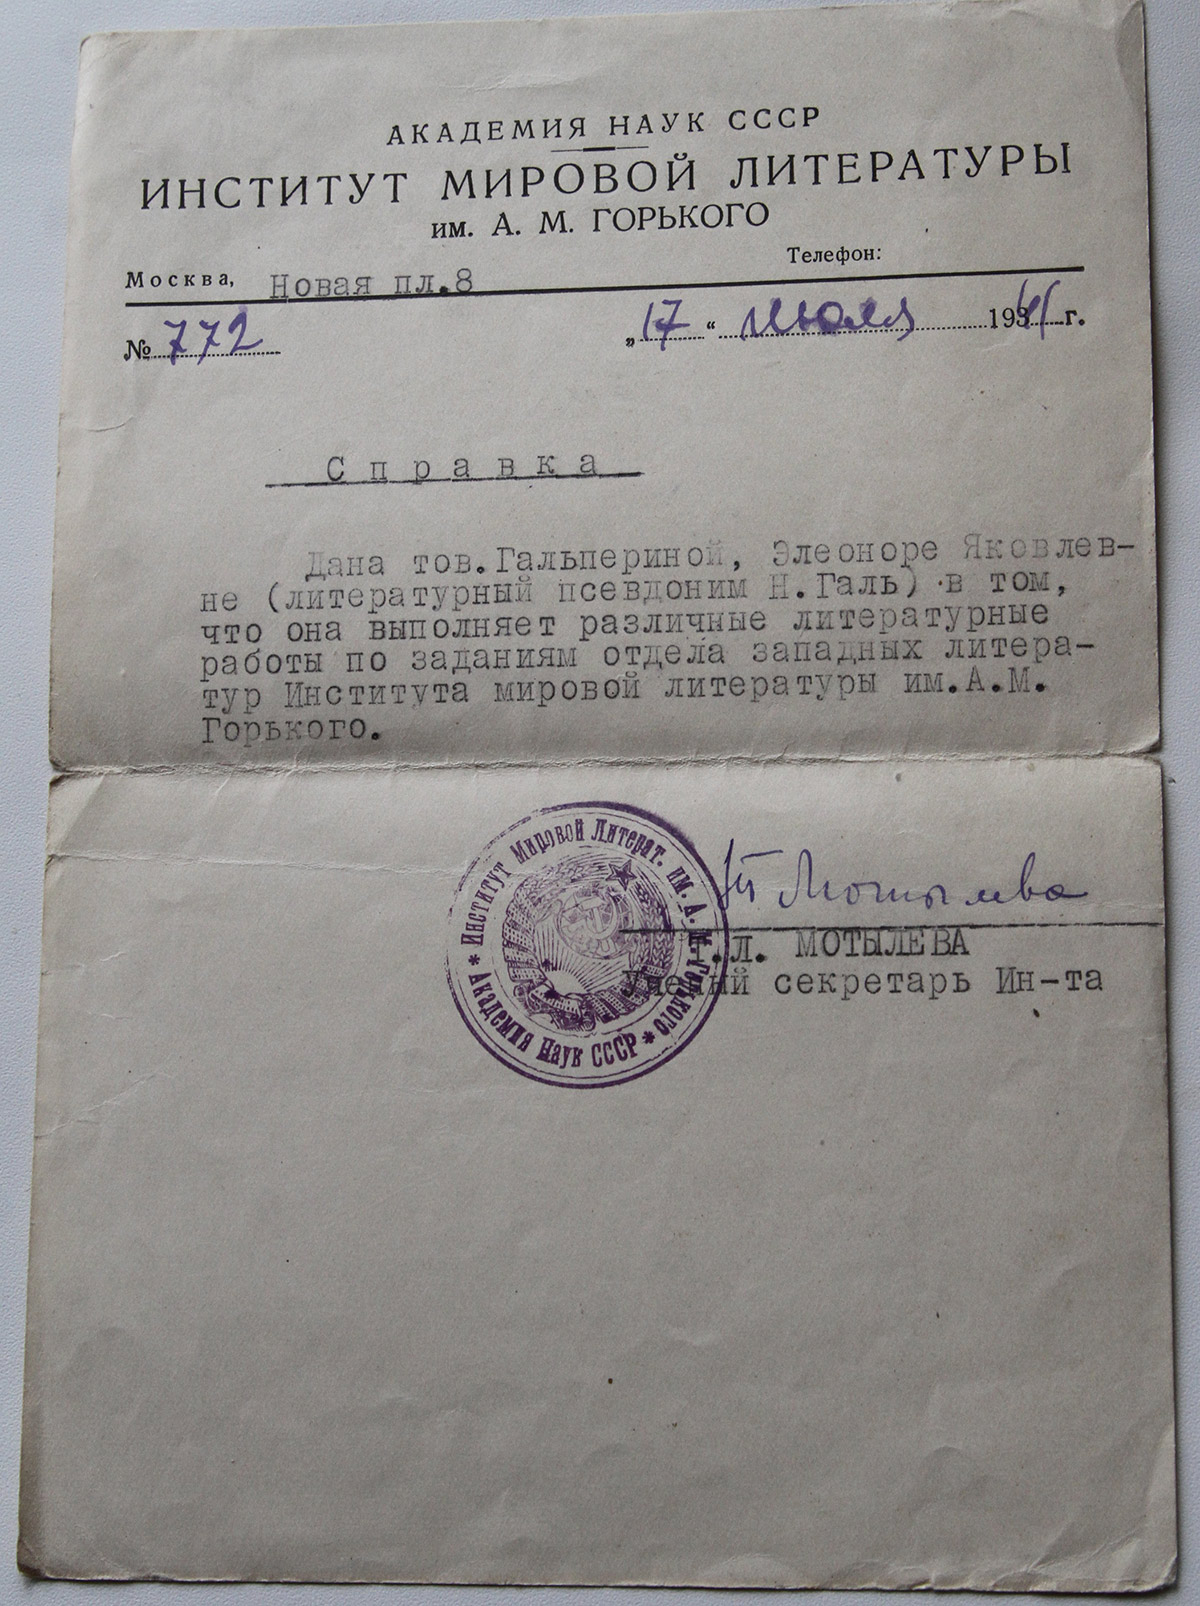 АКАДЕМИЯ НАУК СССР
ИНСТИТУТ МИРОВОЙ ЛИТЕРАТУРЫ
ИМ. А. М. ГОРЬКОГО
Москва, Новая пл.8 Телефон:
№ 772 „17“ июля 1941 г.
Справка
Дана тов.Гальпериной, Элеоноре Яковлев-
не (литературный псевдоним Н.Галь) в том,
что она выполняет различные литературные
работы по заданиям отдела западных литера-
тур Института мировой литературы им.А.М.
Горького.
Т Мотылева
Т.Л. МОТЫЛЕВА
Ученый секретарь Ин-та
* Институт Мировой Литерат. им. А. М. Горького *
Академия Наук СССР